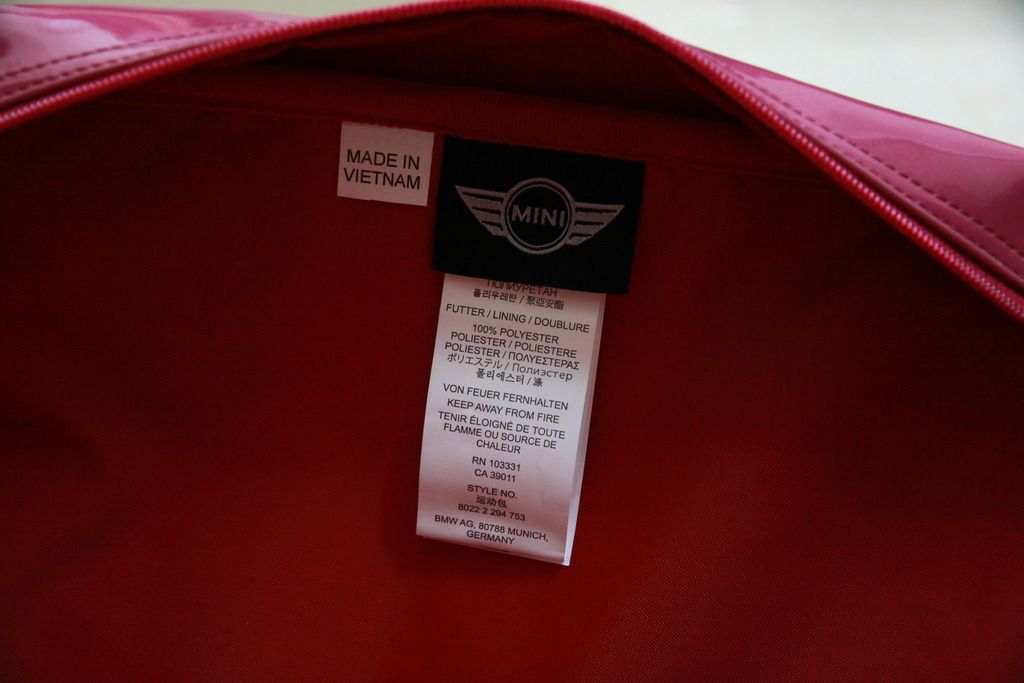 MADE IN
VIETNAM
MINI
ПОЛИУРЕТАН
폴리우레탄 / 聚亞安酯
FUTTER / LINING / DOUBLURE
100% POLYESTER
POLIESTER / POLIESTERE
POLIESTER / ΠΟΛΥΕΣΤΕΡΑΣ
ポリエステル / Полиэстер
폴리에스터 / 涤
VON FEUER FERNHALTEN
KEEP AWAY FROM FIRE
TENIR ÉLOIGNÉ DE TOUTE
FLAMME OU SOURCE DE
CHALEUR
RN 103331
CA 39011
STYLE NO.
运动包
8022 2 294 753
BMW AG, 80788 MUNICH,
GERMANY